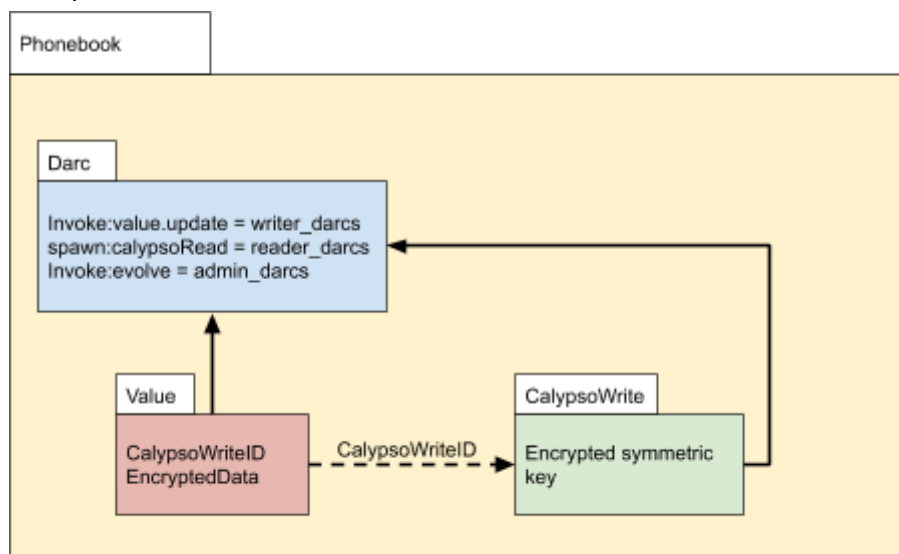 Phonebook
Darc
Invoke:value.update = writer_darcs
spawn:calypsoRead = reader_darcs
Invoke:evolve = admin_darcs
Value
CalypsoWriteID
EncryptedData
CalypsoWriteID
CalypsoWrite
Encrypted symmetric
key